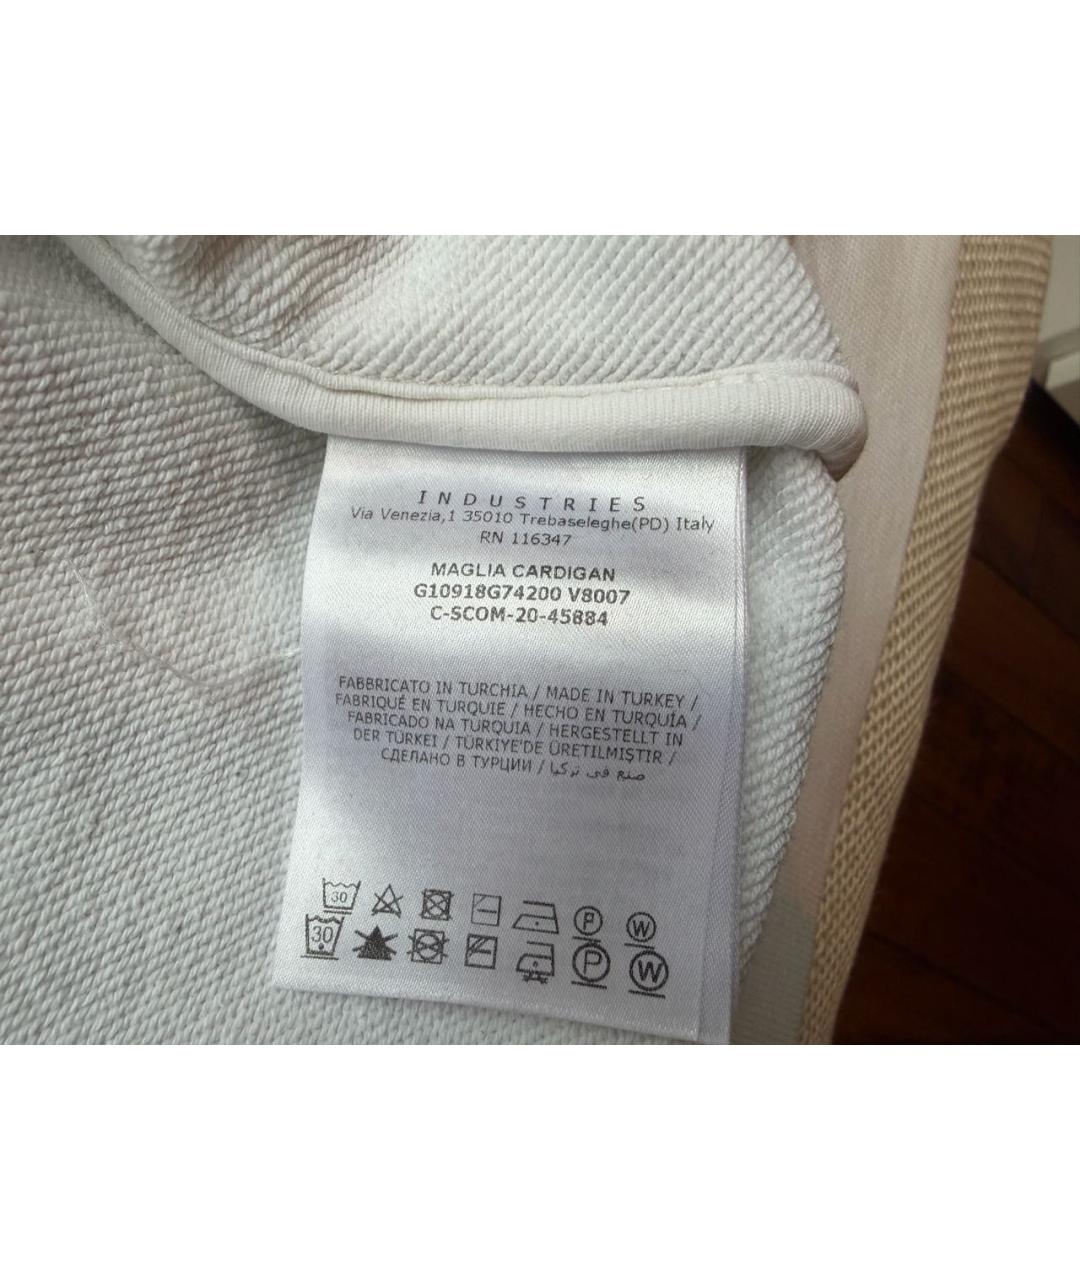 INDUSTRIES
Via Venezia,1 35010 Trebaseleghe(PD) Italy
RN 116347
MAGLIA CARDIGAN
G10918G74200 V8007
C-SCOM-20-45884
FABBRICATO IN TURCHIA / MADE IN TURKEY /
FABRIQUÉ EN TURQUIE / HECHO EN TURQUÍA /
FABRICADO NA TURQUIA / HERGESTELLT IN
DER TÜRKEI / TÜRKIYE'DE ÜRETILMIŞTIR /
СДЕЛАНО В ТУРЦИИ / صنع في تركيا
30 P W
30 P W